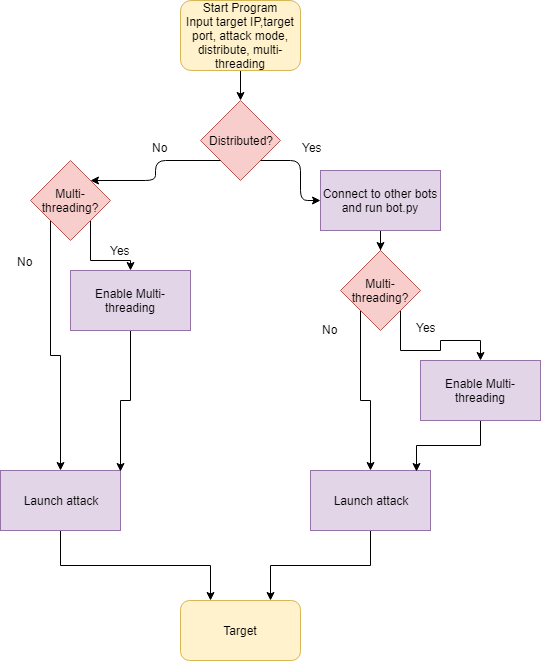 Start Program
Input target IP,target
port, attack mode,
distribute, multi-
threading
Distributed?
No
Yes
Multi-
threading?
Connect to other bots
and run bot.py
No
Yes
Enable Multi-
threading
Multi-
threading?
No
Yes
Enable Multi-
threading
Launch attack
Launch attack
Target